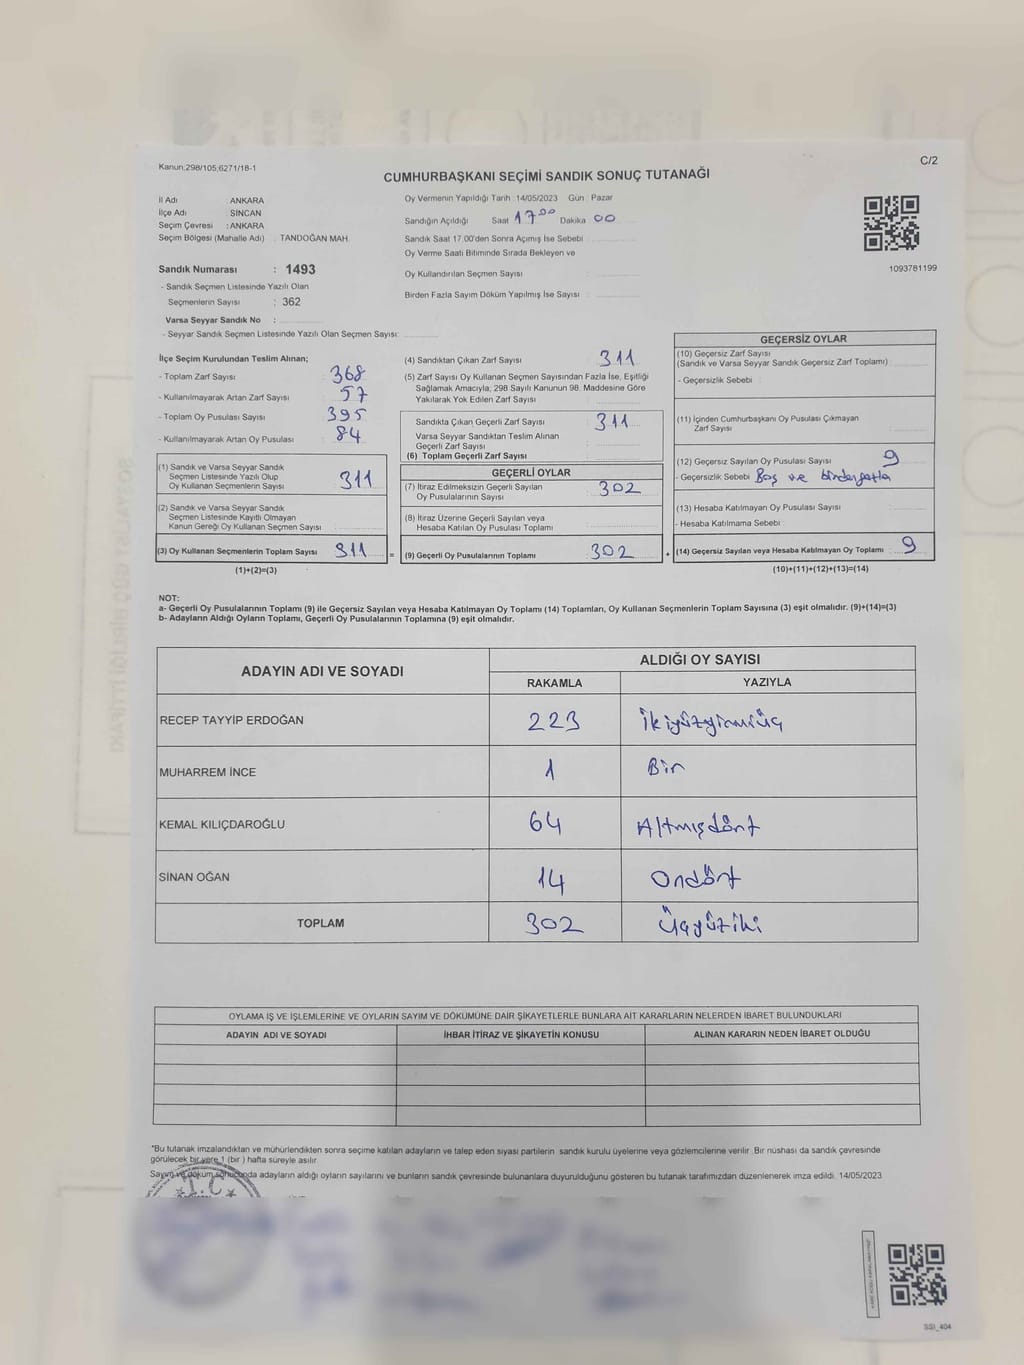 Kanun;298/105;6271/18-1
C/2
CUMHURBAŞKANI SEÇİMİ SANDIK SONUÇ TUTANAĞI
İl Adı : ANKARA
İlçe Adı : SİNCAN
Seçim Çevresi : ANKARA
Seçim Bölgesi (Mahalle Adı) : TANDOĞAN MAH.
Oy Vermenin Yapıldığı Tarih :14/05/2023 Gün : Pazar
Sandığın Açıldığı Saat 17:00 Dakika 00
Sandık Saat 17.00'den Sonra Açımış İse Sebebi :
Oy Verme Saati Bitiminde Sırada Bekleyen ve
Oy Kullandırılan Seçmen Sayısı :
Birden Fazla Sayım Döküm Yapılmış İse Sayısı :
1093781199
Sandık Numarası : 1493
- Sandık Seçmen Listesinde Yazılı Olan
Seçmenlerin Sayısı : 362
Varsa Seyyar Sandık No :
- Seyyar Sandık Seçmen Listesinde Yazılı Olan Seçmen Sayısı:
İlçe Seçim Kurulundan Teslim Alınan;
- Toplam Zarf Sayısı : 368
- Kullanılmayarak Artan Zarf Sayısı : 57
- Toplam Oy Pusulası Sayısı : 395
- Kullanılmayarak Artan Oy Pusulası : 84
(1) Sandık ve Varsa Seyyar Sandık
Seçmen Listesinde Yazılı Olup
Oy Kullanan Seçmenlerin Sayısı : 311
(2) Sandık ve Varsa Seyyar Sandık
Seçmen Listesinde Kayıtlı Olmayan
Kanun Gereği Oy Kullanan Seçmen Sayısı :
(3) Oy Kullanan Seçmenlerin Toplam Sayısı : 311
(1)+(2)=(3)
=
(4) Sandıktan Çıkan Zarf Sayısı : 311
(5) Zarf Sayısı Oy Kullanan Seçmen Sayısından Fazla İse, Eşitliği
Sağlamak Amacıyla; 298 Sayılı Kanunun 98. Maddesine Göre
Yakılarak Yok Edilen Zarf Sayısı :
Sandıkta Çıkan Geçerli Zarf Sayısı : 311
Varsa Seyyar Sandıktan Teslim Alınan
Geçerli Zarf Sayısı :
(6) Toplam Geçerli Zarf Sayısı :
GEÇERLİ OYLAR
(7) İtiraz Edilmeksizin Geçerli Sayılan
Oy Pusulalarının Sayısı : 302
(8) İtiraz Üzerine Geçerli Sayılan veya
Hesaba Katılan Oy Pusulası Toplamı :
(9) Geçerli Oy Pusulalarının Toplamı : 302
+
GEÇERSİZ OYLAR
(10) Geçersiz Zarf Sayısı
(Sandık ve Varsa Seyyar Sandık Geçersiz Zarf Toplamı) :
- Geçersizlik Sebebi :
(11) İçinden Cumhurbaşkanı Oy Pusulası Çıkmayan
Zarf Sayısı :
(12) Geçersiz Sayılan Oy Pusulası Sayısı : 9
- Geçersizlik Sebebi : Boş ve birden fazla
(13) Hesaba Katılmayan Oy Pusulası Sayısı :
- Hesaba Katılmama Sebebi :
(14) Geçersiz Sayılan veya Hesaba Katılmayan Oy Toplamı : 9
(10)+(11)+(12)+(13)=(14)
NOT:
a- Geçerli Oy Pusulalarının Toplamı (9) ile Geçersiz Sayılan veya Hesaba Katılmayan Oy Toplamı (14) Toplamları, Oy Kullanan Seçmenlerin Toplam Sayısına (3) eşit olmalıdır. (9)+(14)=(3)
b- Adayların Aldığı Oyların Toplamı, Geçerli Oy Pusulalarının Toplamına (9) eşit olmalıdır.
ADAYIN ADI VE SOYADI
ALDIĞI OY SAYISI
RAKAMLA YAZIYLA
RECEP TAYYİP ERDOĞAN 223 İkiyüzyirmiüç
MUHARREM İNCE 1 Bir
KEMAL KILIÇDAROĞLU 64 Altmışdört
SİNAN OĞAN 14 Ondört
TOPLAM 302 Üçyüziki
OYLAMA İŞ VE İŞLEMLERİNE VE OYLARIN SAYIM VE DÖKÜMÜNE DAİR ŞİKAYETLERLE BUNLARA AİT KARARLARIN NELERDEN İBARET BULUNDUKLARI
ADAYIN ADI VE SOYADI İHBAR İTİRAZ VE ŞİKAYETİN KONUSU ALINAN KARARIN NEDEN İBARET OLDUĞU
*Bu tutanak imzalandıktan ve mühürlendikten sonra seçime katılan adayların ve talep eden siyasi partilerin sandık kurulu üyelerine veya gözlemcilerine verilir. Bir nüshası da sandık çevresinde
görülecek bir yere 1 (bir ) hafta süreyle asılır.
Sayım ve döküm sonucunda adayların aldığı oyların sayılarını ve bunların sandık çevresinde bulunanlara duyurulduğunu gösteren bu tutanak tarafımızdan düzenlenerek imza edildi. 14/05/2023
T.C
SSI_404